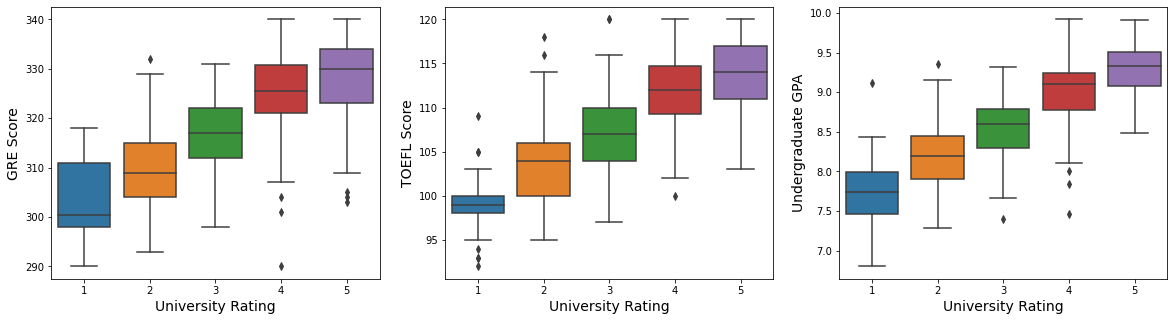 GRE Score
340
330
320
310
300
290
1 2 3 4 5
University Rating
TOEFL Score
120
115
110
105
100
95
1 2 3 4 5
University Rating
Undergraduate GPA
10.0
9.5
9.0
8.5
8.0
7.5
7.0
1 2 3 4 5
University Rating